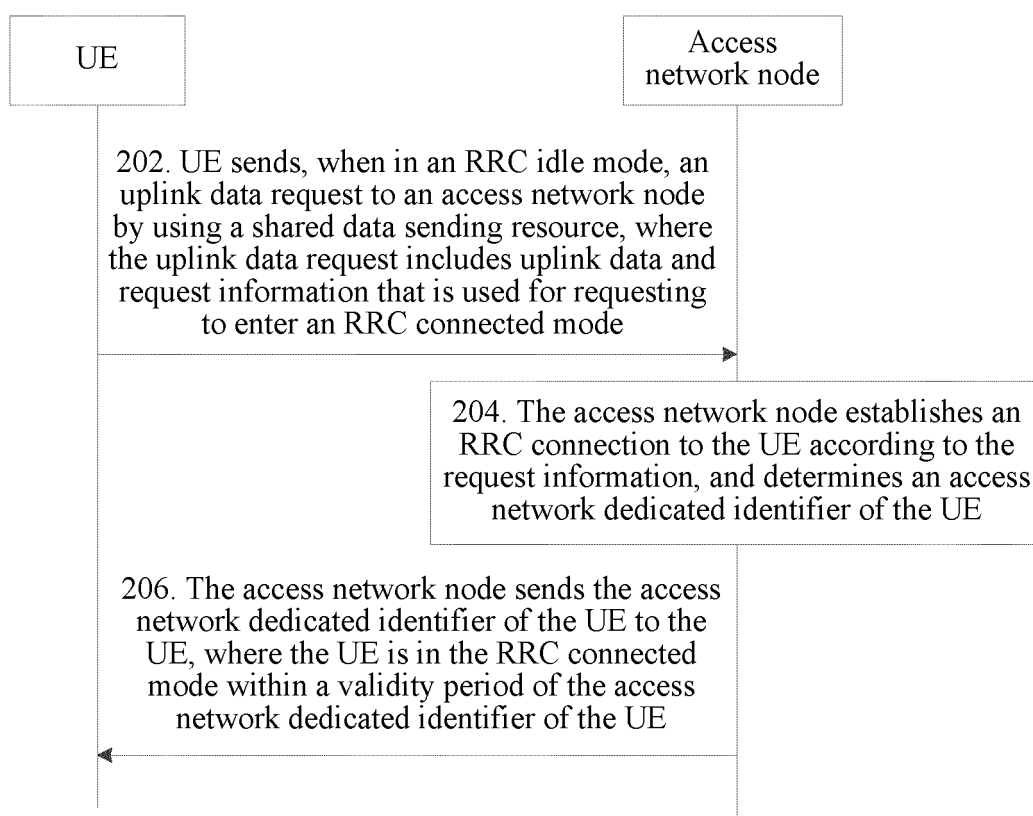 UE
Access
network node
202. UE sends, when in an RRC idle mode, an
uplink data request to an access network node
by using a shared data sending resource, where
the uplink data request includes uplink data and
request information that is used for requesting
to enter an RRC connected mode
204. The access network node establishes an
RRC connection to the UE according to the
request information, and determines an access
network dedicated identifier of the UE
206. The access network node sends the access
network dedicated identifier of the UE to the
UE, where the UE is in the RRC connected
mode within a validity period of the access
network dedicated identifier of the UE